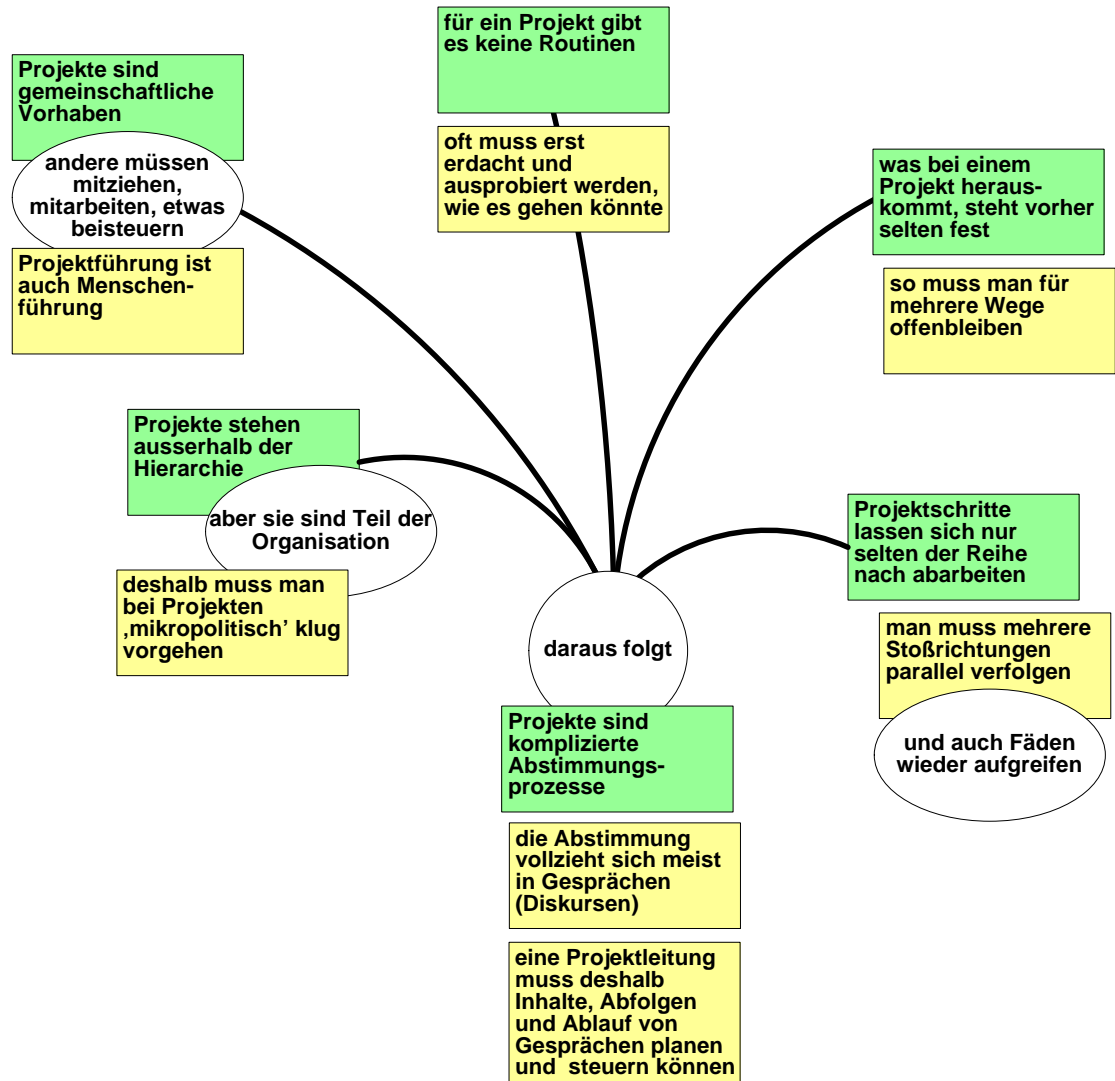 für ein Projekt gibt
es keine Routinen
oft muss erst
erdacht und
ausprobiert werden,
wie es gehen könnte
Projekte sind
gemeinschaftliche
Vorhaben
andere müssen
mitziehen,
mitarbeiten, etwas
beisteuern
Projektführung ist
auch Menschen-
führung
was bei einem
Projekt heraus-
kommt, steht vorher
selten fest
so muss man für
mehrere Wege
offenbleiben
Projekte stehen
ausserhalb der
Hierarchie
aber sie sind Teil der
Organisation
deshalb muss man
bei Projekten
‚mikropolitisch’ klug
vorgehen
Projektschritte
lassen sich nur
selten der Reihe
nach abarbeiten
man muss mehrere
Stoßrichtungen
parallel verfolgen
und auch Fäden
wieder aufgreifen
daraus folgt
Projekte sind
komplizierte
Abstimmungs-
prozesse
die Abstimmung
vollzieht sich meist
in Gesprächen
(Diskursen)
eine Projektleitung
muss deshalb
Inhalte, Abfolgen
und Ablauf von
Gesprächen planen
und  steuern können